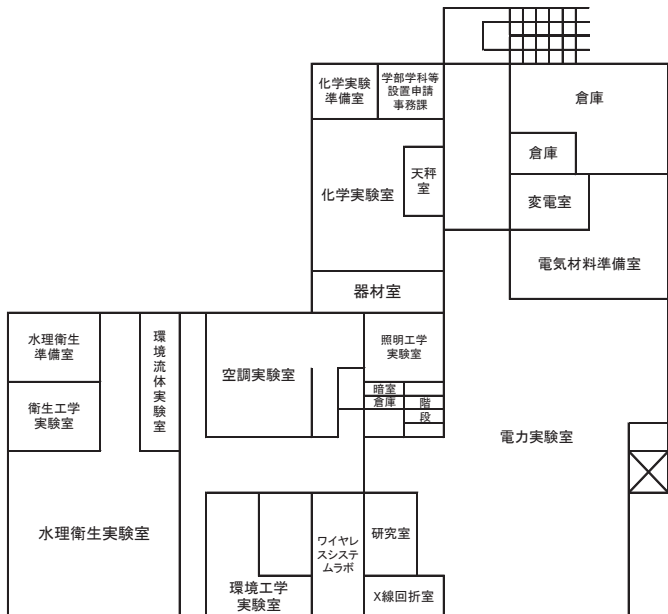 化学実験
準備室
学部学科等
設置申請
事務課
倉庫
倉庫
天秤
室
化学実験室
変電室
電気材料準備室
器材室
水理衛生
準備室
環境流体実験室
空調実験室
照明工学
実験室
暗室
倉庫
階
段
衛生工学
実験室
電力実験室
水理衛生実験室
ワイヤレ
スシステ
ムラボ
研究室
環境工学
実験室
X線回折室